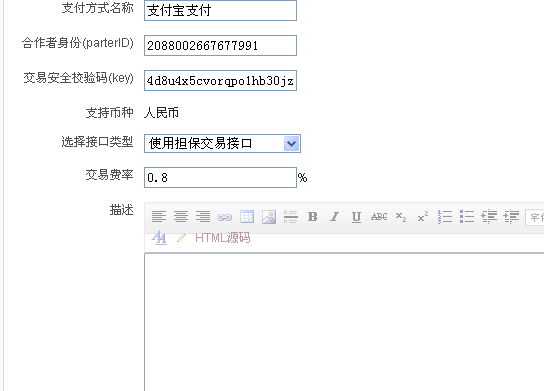 支付方式名称 支付宝支付
合作者身份(parterID) 2088002667677991
交易安全校验码(key) 4d8u4x5cvorqpo1hb30jz
支持币种 人民币
选择接口类型 使用担保交易接口
交易费率 0.8 %
描述
B I U ABC x₂ x²
HTML源码